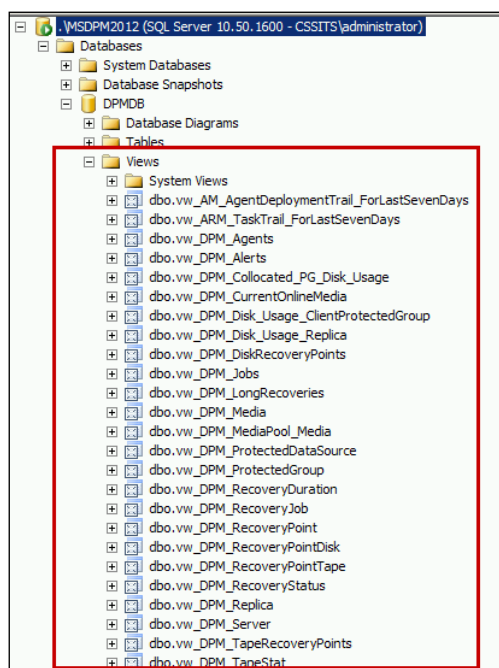 .\MSDPM2012 (SQL Server 10.50.1600 - CSSITS\administrator)
Databases
System Databases
Database Snapshots
DPMDB
Database Diagrams
Tables
Views
System Views
dbo.vw_AM_AgentDeploymentTrail_ForLastSevenDays
dbo.vw_ARM_TaskTrail_ForLastSevenDays
dbo.vw_DPM_Agents
dbo.vw_DPM_Alerts
dbo.vw_DPM_Collocated_PG_Disk_Usage
dbo.vw_DPM_CurrentOnlineMedia
dbo.vw_DPM_Disk_Usage_ClientProtectedGroup
dbo.vw_DPM_Disk_Usage_Replica
dbo.vw_DPM_DiskRecoveryPoints
dbo.vw_DPM_Jobs
dbo.vw_DPM_LongRecoveries
dbo.vw_DPM_Media
dbo.vw_DPM_MediaPool_Media
dbo.vw_DPM_ProtectedDataSource
dbo.vw_DPM_ProtectedGroup
dbo.vw_DPM_RecoveryDuration
dbo.vw_DPM_RecoveryJob
dbo.vw_DPM_RecoveryPoint
dbo.vw_DPM_RecoveryPointDisk
dbo.vw_DPM_RecoveryPointTape
dbo.vw_DPM_RecoveryStatus
dbo.vw_DPM_Replica
dbo.vw_DPM_Server
dbo.vw_DPM_TapeRecoveryPoints
dbo.vw_DPM_TapeStat